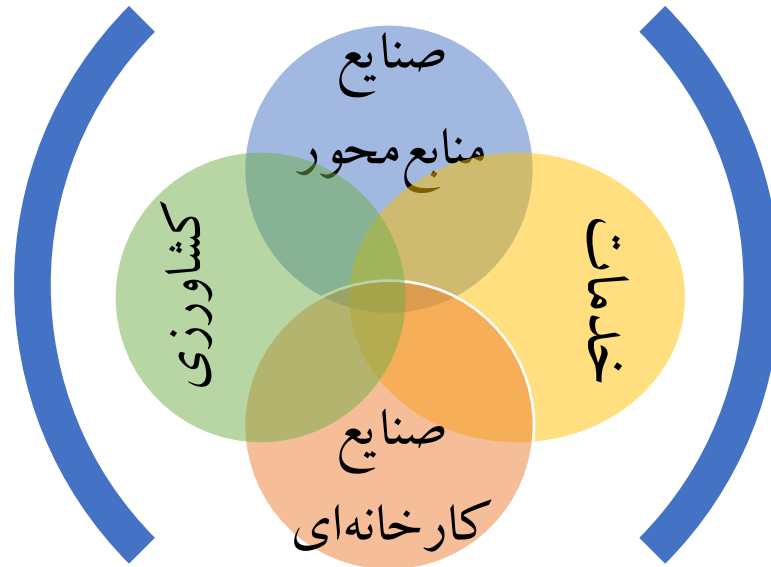 صنایع
منابع محور
خدمات
کشاورزی
صنایع
کارخانه‌ای